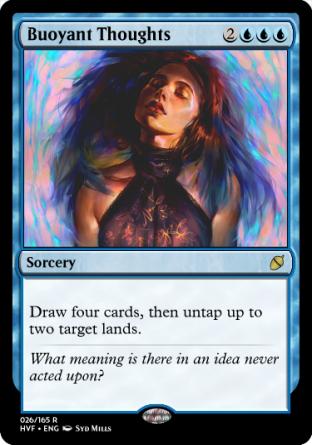 Buoyant Thoughts 2
Sorcery
Draw four cards, then untap up to
two target lands.
What meaning is there in an idea never
acted upon?
026/165 R
HVF • ENG Syd Mills